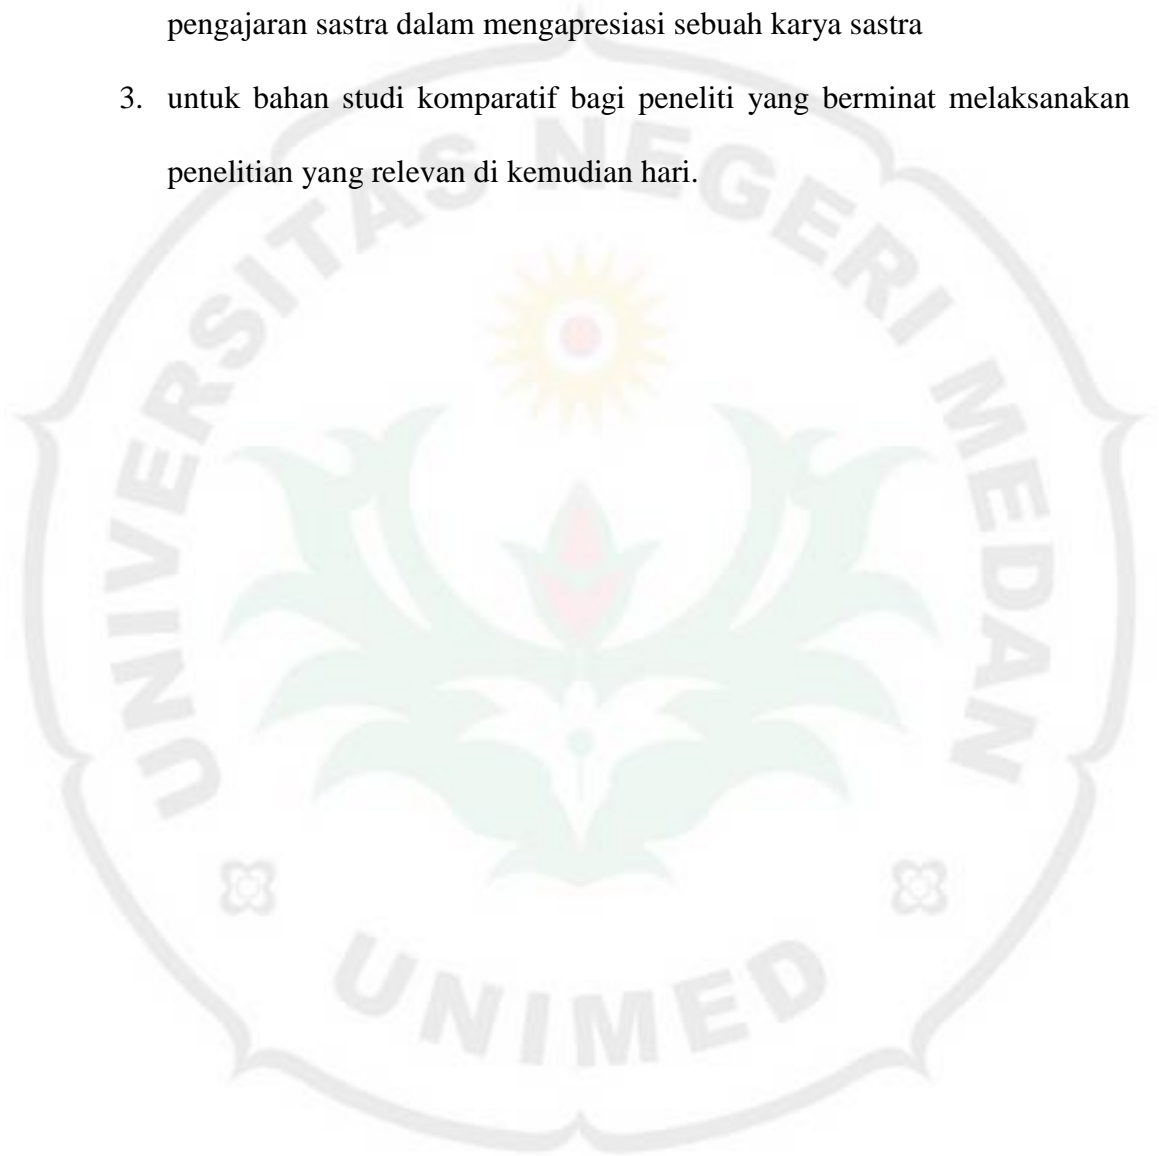 pengajaran sastra dalam mengapresiasi sebuah karya sastra
3. untuk bahan studi komparatif bagi peneliti yang berminat melaksanakan
penelitian yang relevan di kemudian hari.
UNIVERSITAS NEGERI MEDAN
UNIMED